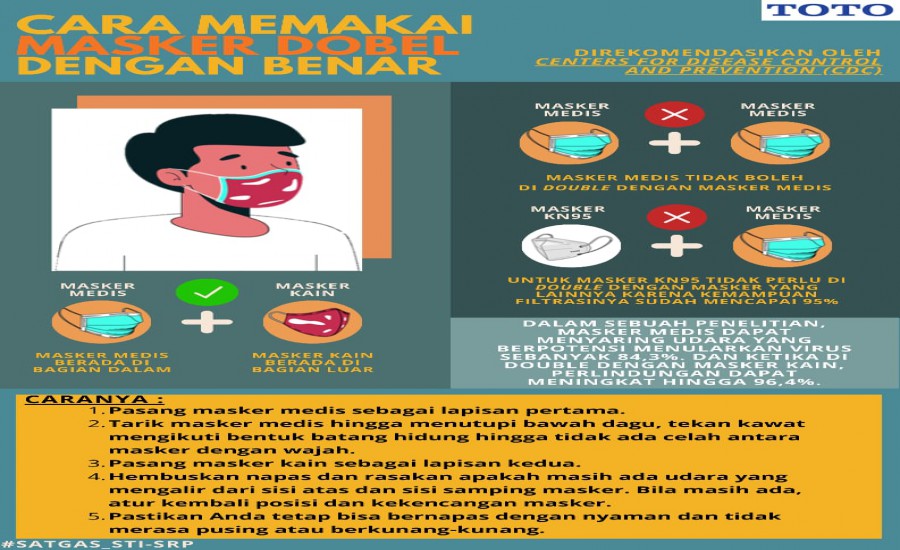 TOTO
CARA MEMAKAI
MASKER DOBEL
DENGAN BENAR
DIREKOMENDASIKAN OLEH
CENTERS FOR DISEASE CONTROL
AND PREVENTION (CDC)
MASKER
MEDIS
MASKER
KAIN
MASKER MEDIS
BERADA DI
BAGIAN DALAM
MASKER KAIN
BERADA DI
BAGIAN LUAR
MASKER
MEDIS
MASKER
MEDIS
MASKER MEDIS TIDAK BOLEH
DI DOUBLE DENGAN MASKER MEDIS
MASKER
KN95
MASKER
MEDIS
UNTUK MASKER KN95 TIDAK PERLU DI
DOUBLE DENGAN MASKER YANG
LAINNYA KARENA KEMAMPUAN
FILTRASINYA SUDAH MENCAPAI 95%
DALAM SEBUAH PENELITIAN,
MASKER MEDIS DAPAT
MENYARING UDARA YANG
BERPOTENSI MENULARKAN VIRUS
SEBANYAK 84,3%. DAN KETIKA DI
DOUBLE DENGAN MASKER KAIN,
PERLINDUNGAN DAPAT
MENINGKAT HINGGA 96,4%.
CARANYA :
1. Pasang masker medis sebagai lapisan pertama.
2. Tarik masker medis hingga menutupi bawah dagu, tekan kawat
mengikuti bentuk batang hidung hingga tidak ada celah antara
masker dengan wajah.
3. Pasang masker kain sebagai lapisan kedua.
4. Hembuskan napas dan rasakan apakah masih ada udara yang
mengalir dari sisi atas dan sisi samping masker. Bila masih ada,
atur kembali posisi dan kekencangan masker.
5. Pastikan Anda tetap bisa bernapas dengan nyaman dan tidak
merasa pusing atau berkunang-kunang.
#SATGAS_STI-SRP